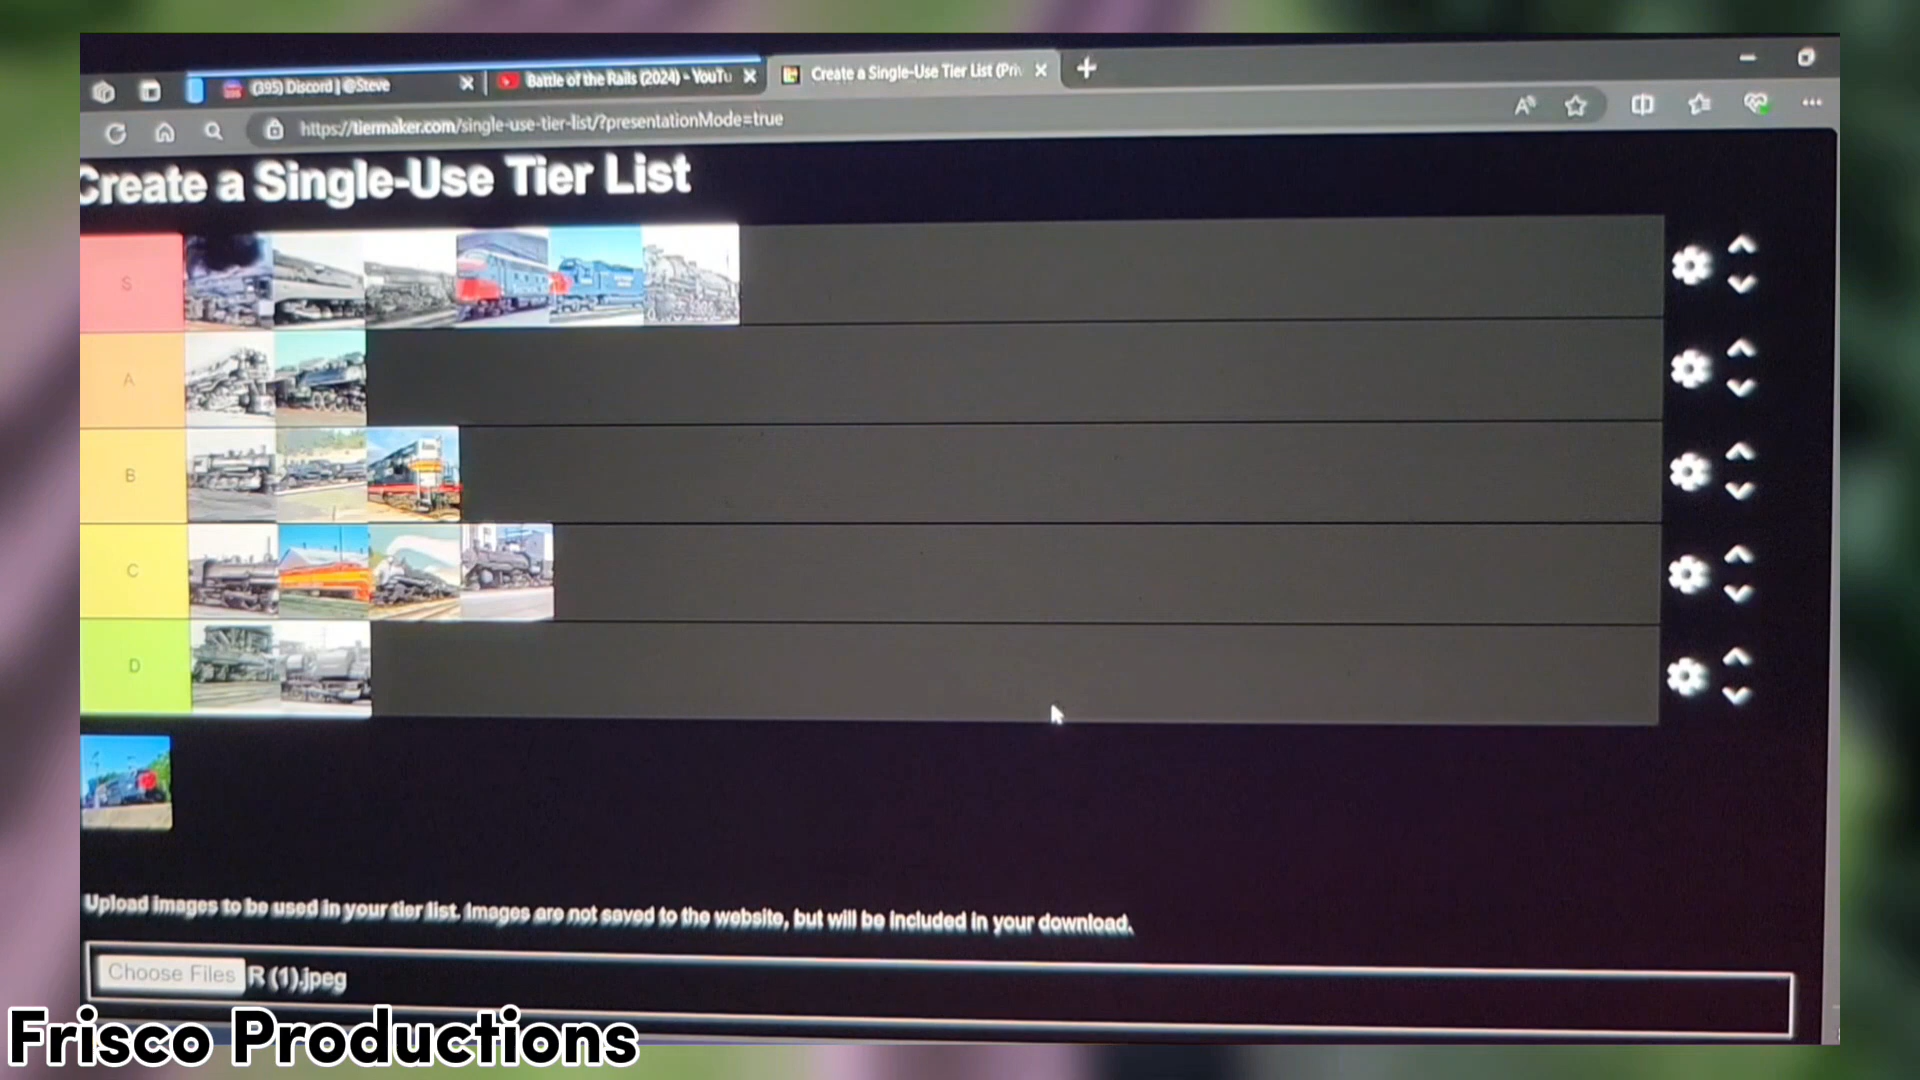 (395) Discord | @Steve
Battle of the Rails (2024) - YouTu
Create a Single-Use Tier List (Pri
https://tiermaker.com/single-use-tier-list/?presentationMode=true
Create a Single-Use Tier List
S
A
B
C
D
Upload images to be used in your tier list. Images are not saved to the website, but will be included in your download.
Choose Files R (1).jpeg
Frisco Productions